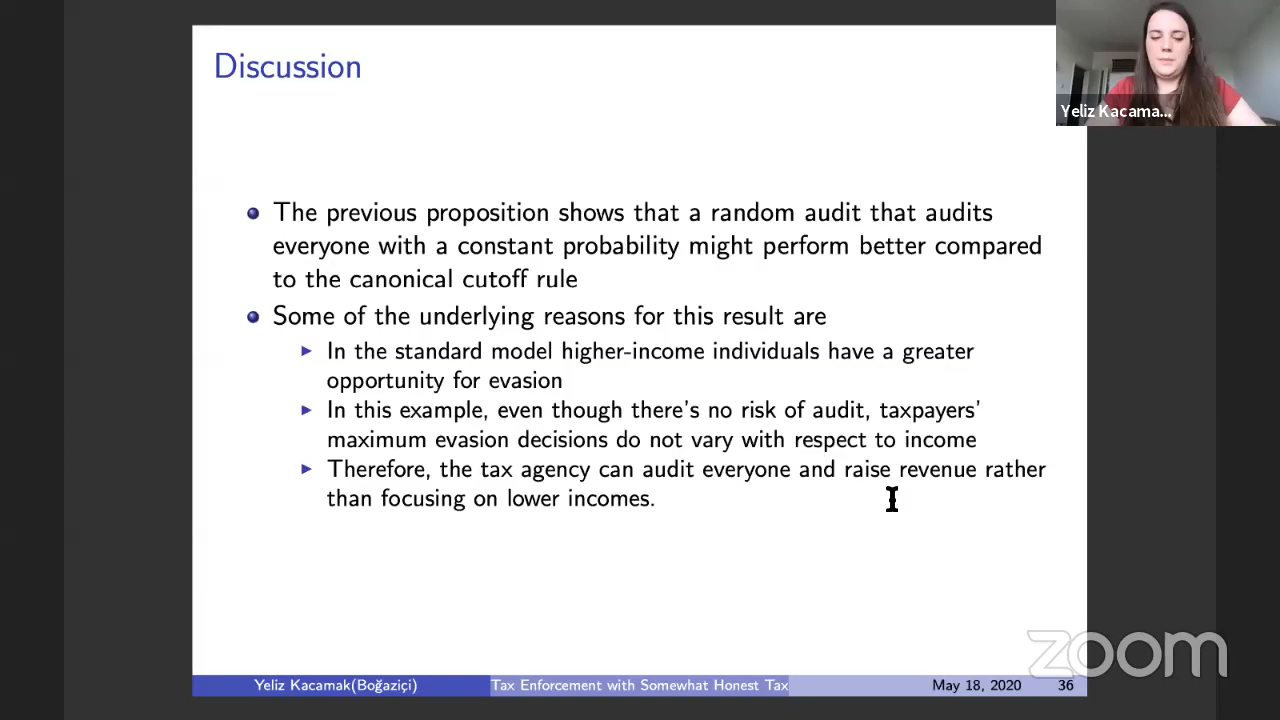 Discussion
Yeliz Kacama...
The previous proposition shows that a random audit that audits
everyone with a constant probability might perform better compared
to the canonical cutoff rule
Some of the underlying reasons for this result are
In the standard model higher-income individuals have a greater
opportunity for evasion
In this example, even though there's no risk of audit, taxpayers'
maximum evasion decisions do not vary with respect to income
Therefore, the tax agency can audit everyone and raise revenue rather
than focusing on lower incomes.
zoom
Yeliz Kacamak(Boğaziçi)
Tax Enforcement with Somewhat Honest Tax
May 18, 2020
36